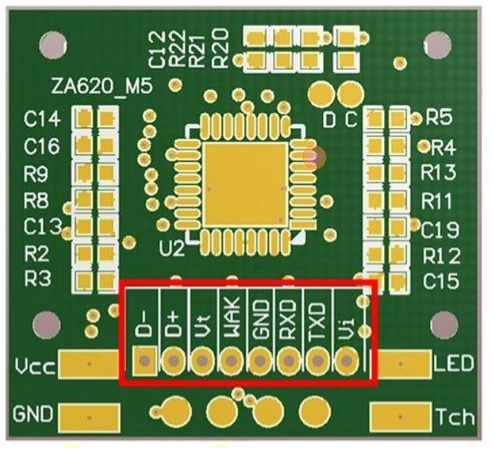 C12 R22 R21 R20
ZA620_M5
D C
C14 R5
C16 R4
R9 R13
R8 R11
C13 C19
R2 R12
R3 C15
U2
D- D+ Vt WAK GND RXD TXD Vi
Vcc LED
GND Tch